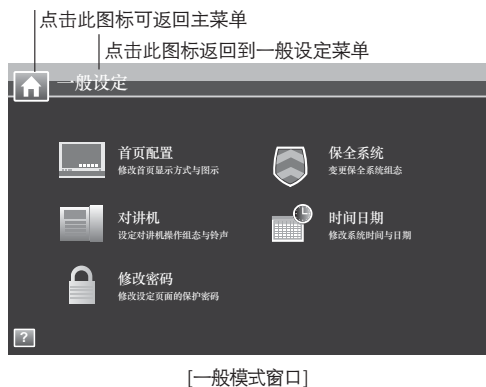 点击此图标可返回主菜单
点击此图标返回到一般设定菜单
一般设定
首页配置
修改首页显示方式与图示
保全系统
变更保全系统组态
对讲机
设定对讲机操作组态与铃声
时间日期
修改系统时间与日期
修改密码
修改设定页面的保护密码
?
[一般模式窗口]